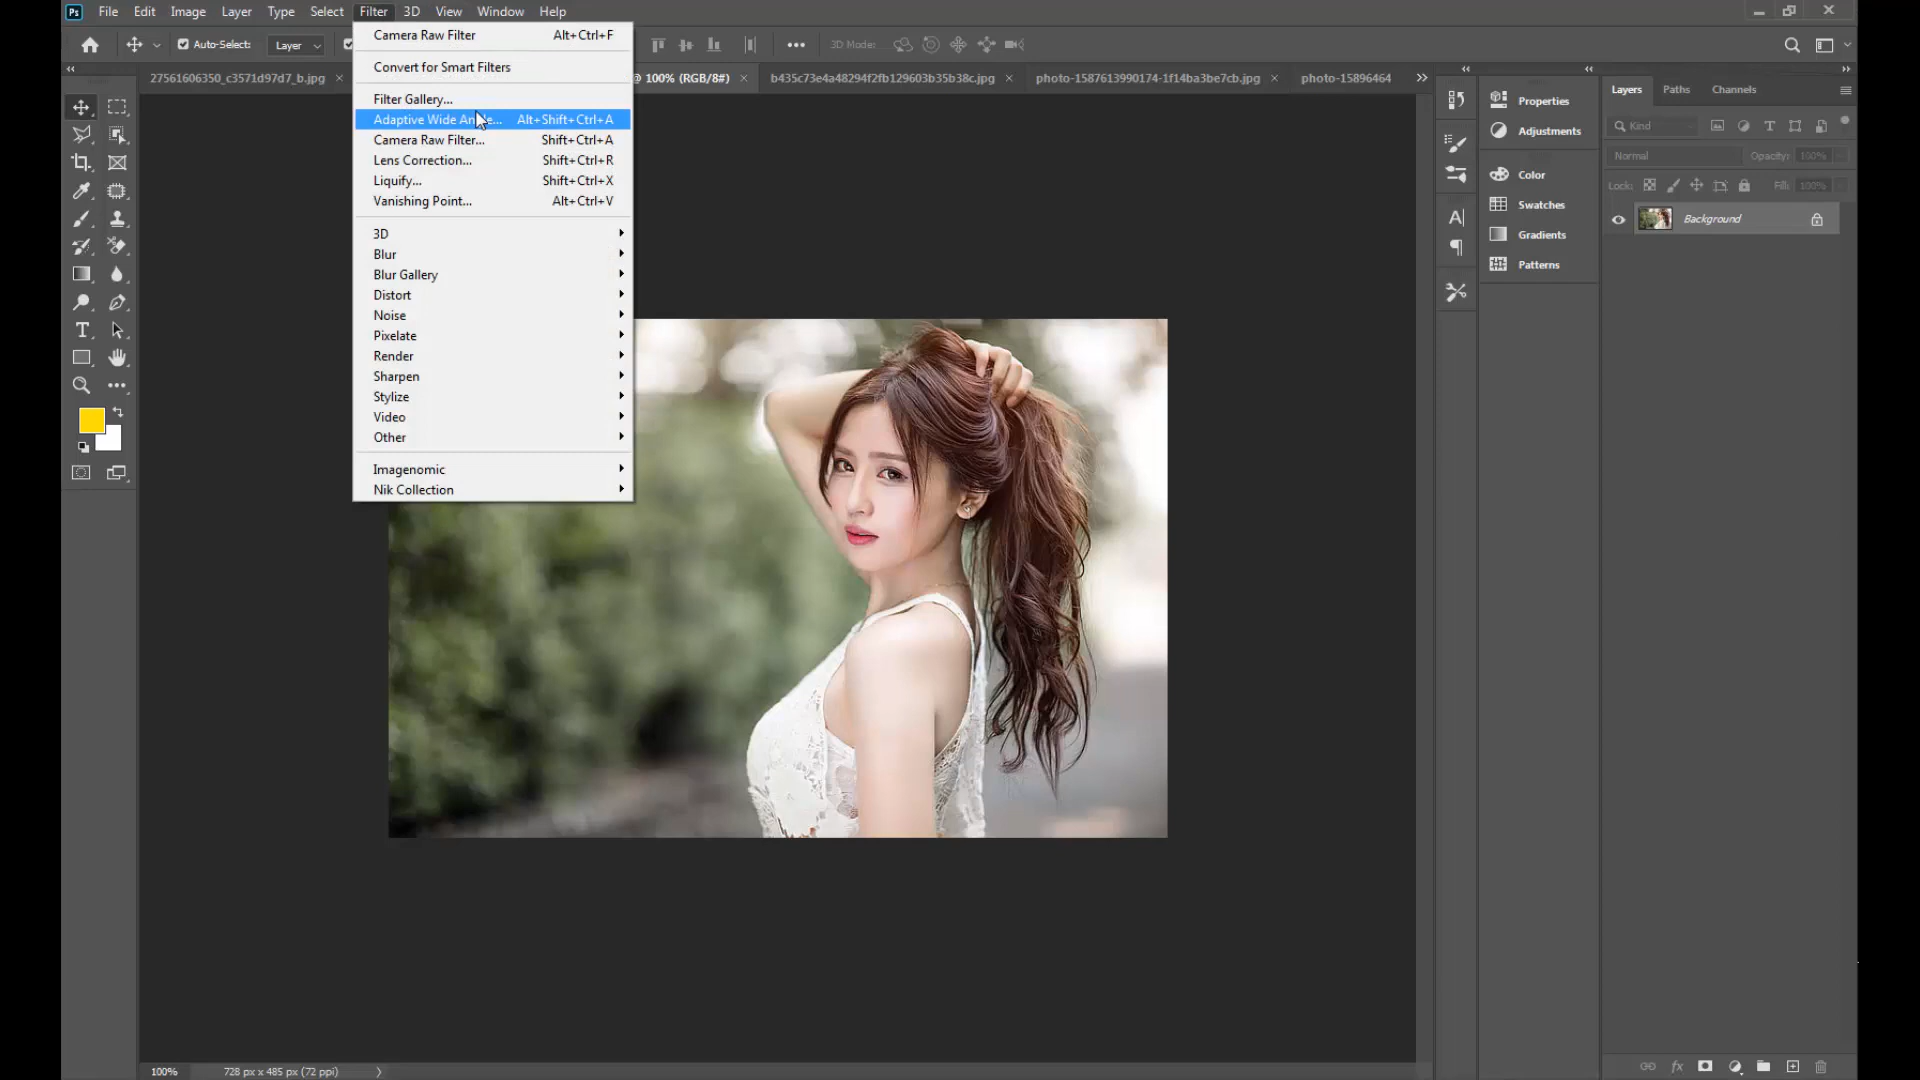 Ps File Edit Image Layer Type Select Filter 3D View Window Help
Auto-Select: Layer 3D Mode:
27561606350_c3571d97d7_b.jpg @ 100% (RGB/8#) b435c73e4a48294f2fb129603b35b38c.jpg photo-1587613990174-1f14ba3be7cb.jpg photo-15896464
Camera Raw Filter Alt+Ctrl+F
Convert for Smart Filters
Filter Gallery...
Adaptive Wide Alt+Shift+Ctrl+A
Camera Raw Filter... Shift+Ctrl+A
Lens Correction... Shift+Ctrl+R
Liquify... Shift+Ctrl+X
Vanishing Point... Alt+Ctrl+V
3D
Blur
Blur Gallery
Distort
Noise
Pixelate
Render
Sharpen
Stylize
Video
Other
Imagenomic
Nik Collection
Properties
Adjustments
Color
Swatches
Gradients
Patterns
Layers Paths Channels
Kind
Normal Opacity: 100%
Lock: Fill: 100%
Background
100% 728 px x 485 px (72 ppi)